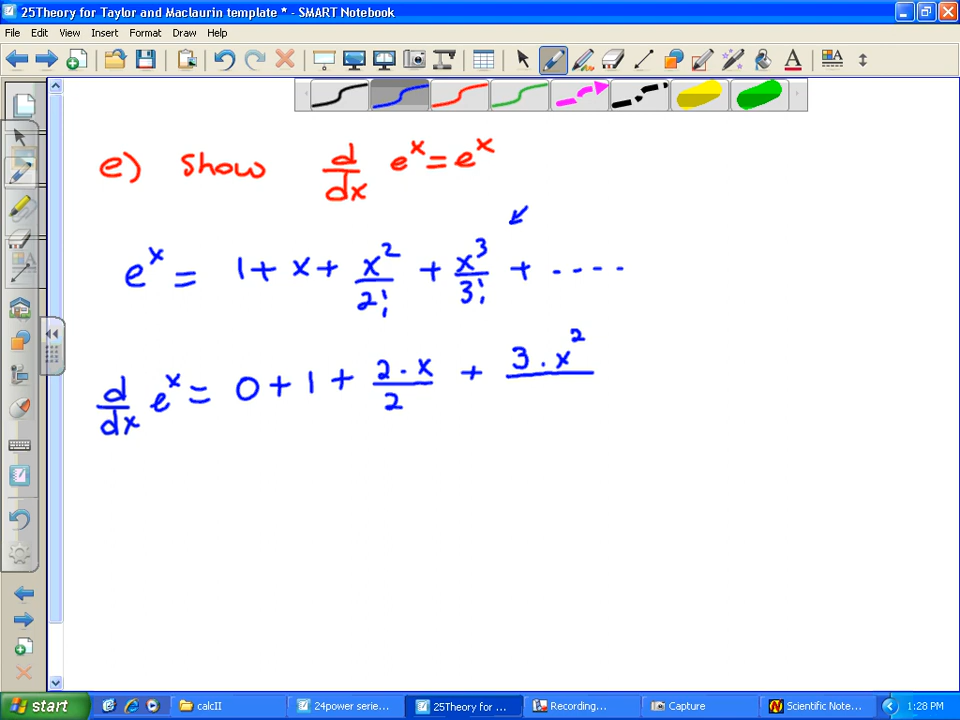 25Theory for Taylor and Maclaurin template * - SMART Notebook
File Edit View Insert Format Draw Help
e) Show d/dx e^x = e^x
e^x = 1 + x + x^2/2! + x^3/3! + ----
d/dx e^x = 0 + 1 + 2·x/2 + 3·x^2/
start calcII 24power serie... 25Theory for ... Recording... Capture Scientific Note... 1:28 PM